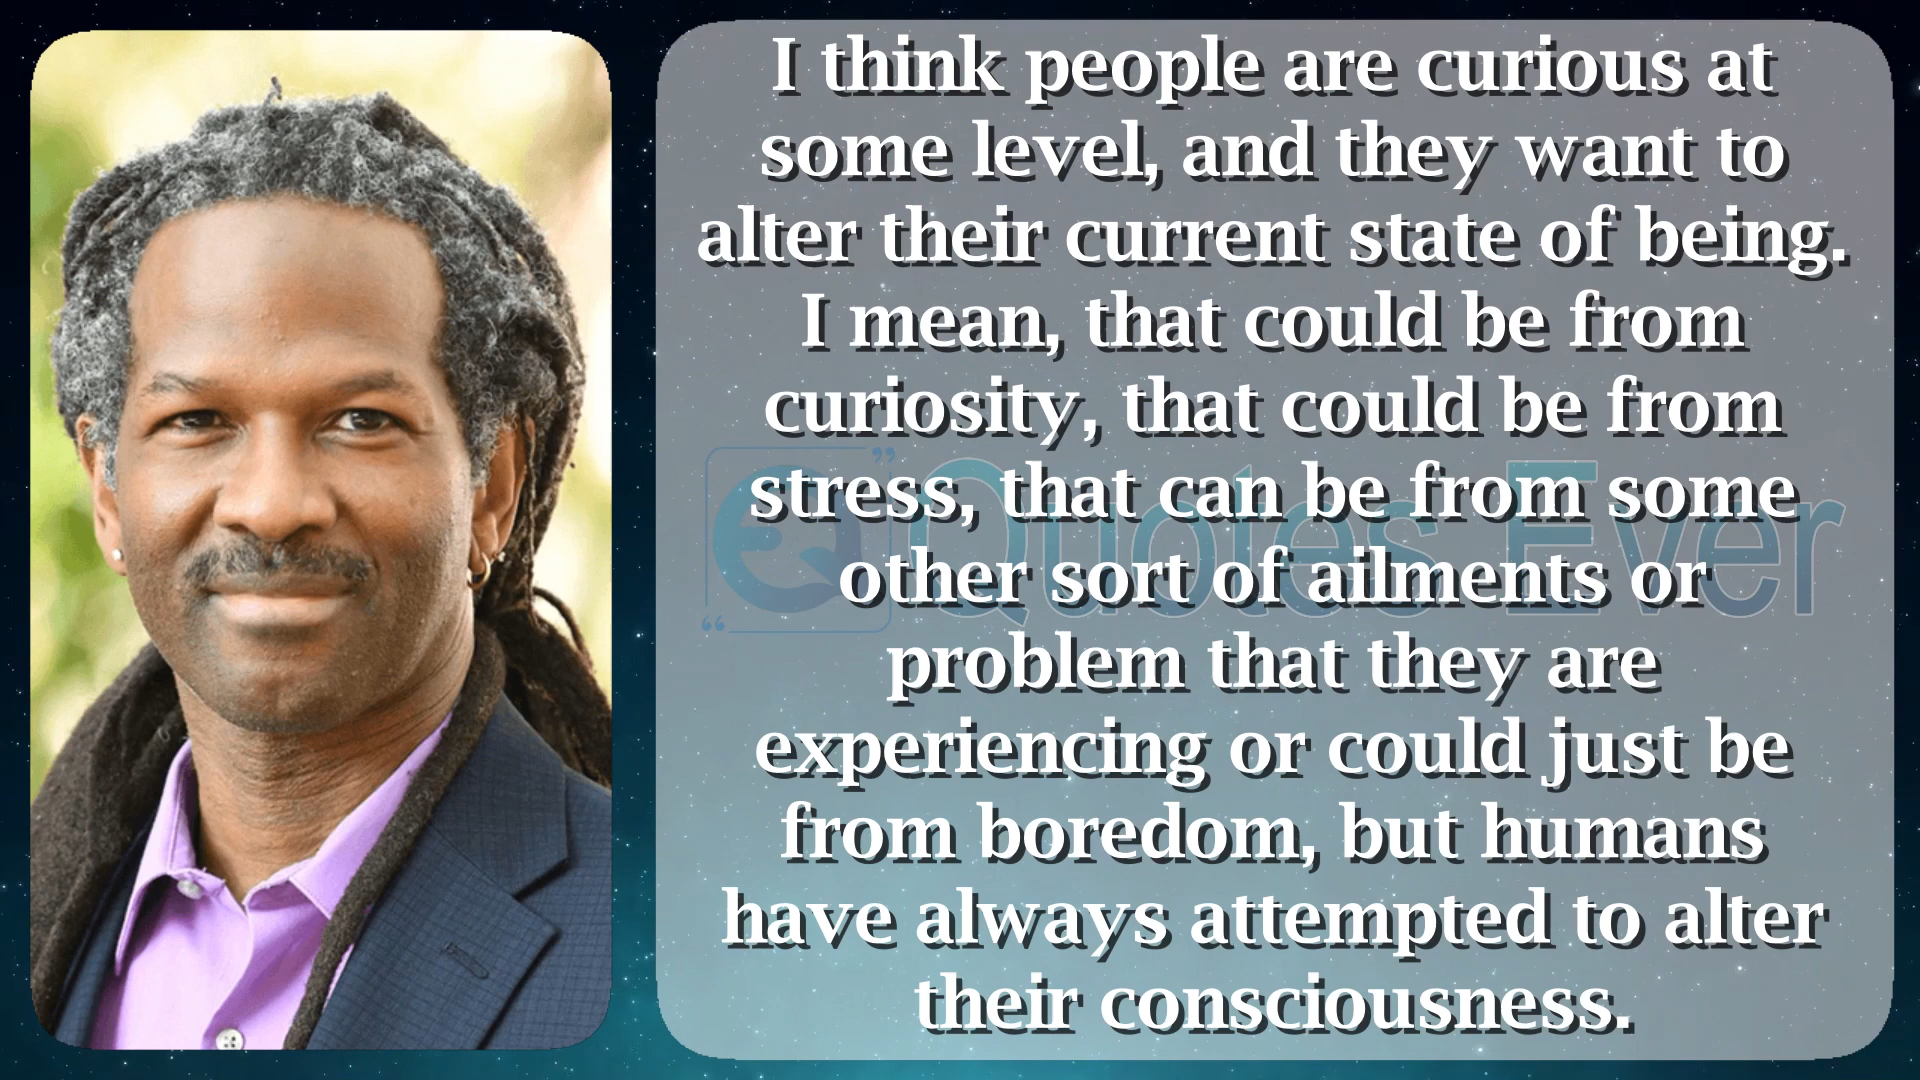 I think people are curious at
some level, and they want to
alter their current state of being.
I mean, that could be from
curiosity, that could be from
stress, that can be from some
other sort of ailments or
problem that they are
experiencing or could just be
from boredom, but humans
have always attempted to alter
their consciousness.
Quotes Ever